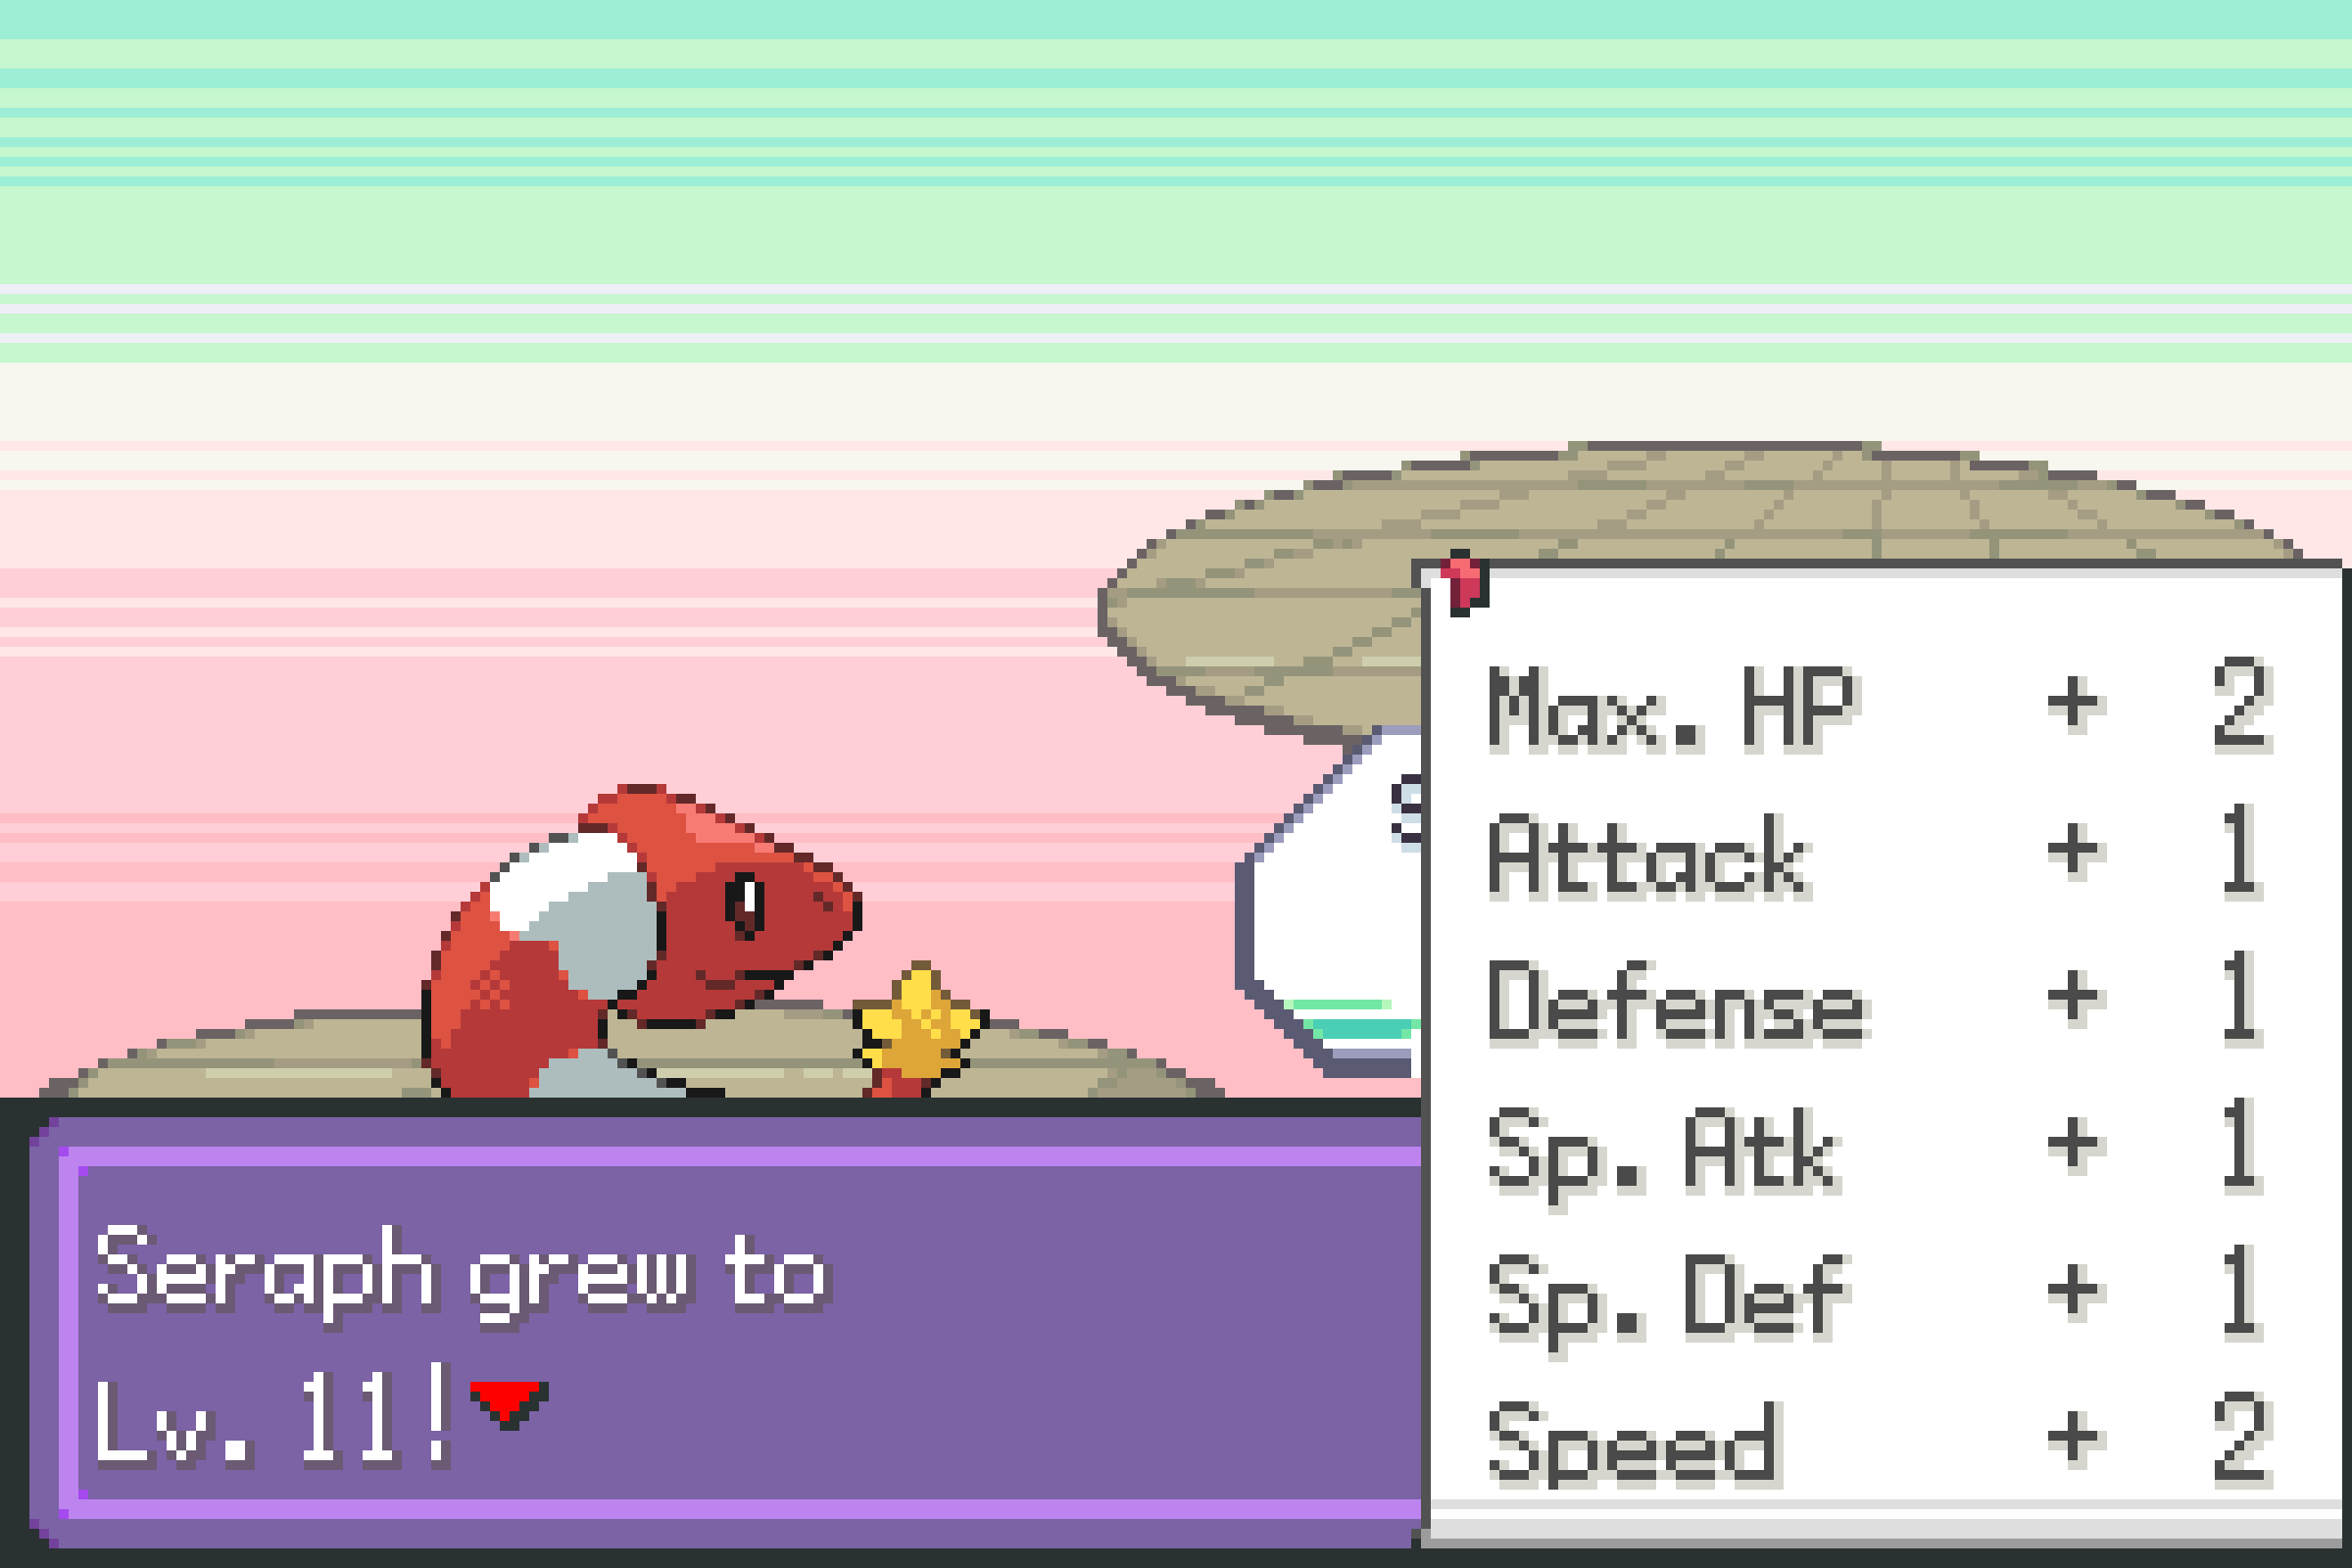 Max. HP + 2
Attack + 1
Defense + 1
Sp. Atk + 1
Sp. Def + 1
Speed + 2
Seraph grew to
Lv. 11!